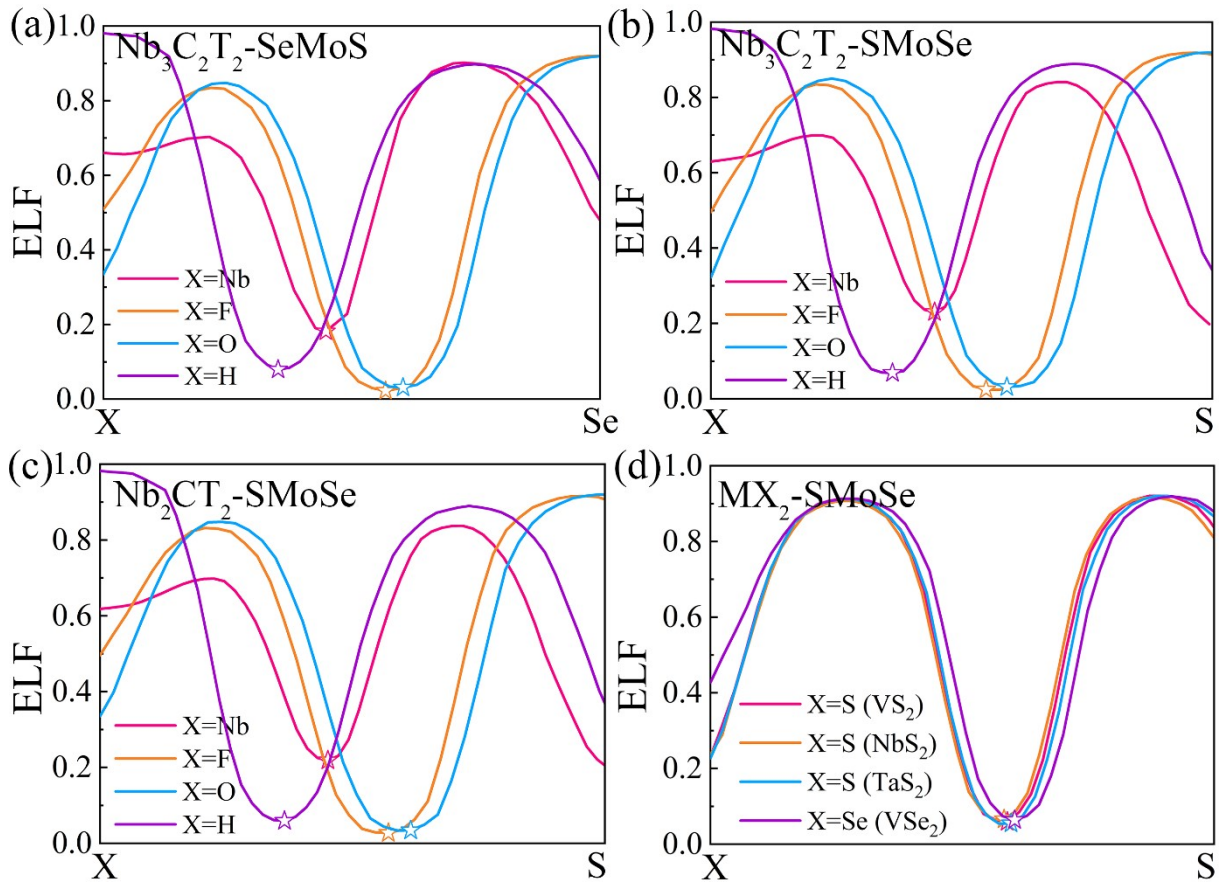 (a)
Nb₃C₂T₂-SeMoS
ELF
1.0
0.8
0.6
0.4
0.2
0.0
X=Nb
X=F
X=O
X=H
X
Se
(b)
Nb₃C₂T₂-SMoSe
ELF
1.0
0.8
0.6
0.4
0.2
0.0
X=Nb
X=F
X=O
X=H
X
S
(c)
Nb₂CT₂-SMoSe
ELF
1.0
0.8
0.6
0.4
0.2
0.0
X=Nb
X=F
X=O
X=H
X
S
(d)
MX₂-SMoSe
ELF
1.0
0.8
0.6
0.4
0.2
0.0
X=S (VS₂)
X=S (NbS₂)
X=S (TaS₂)
X=Se (VSe₂)
X
S